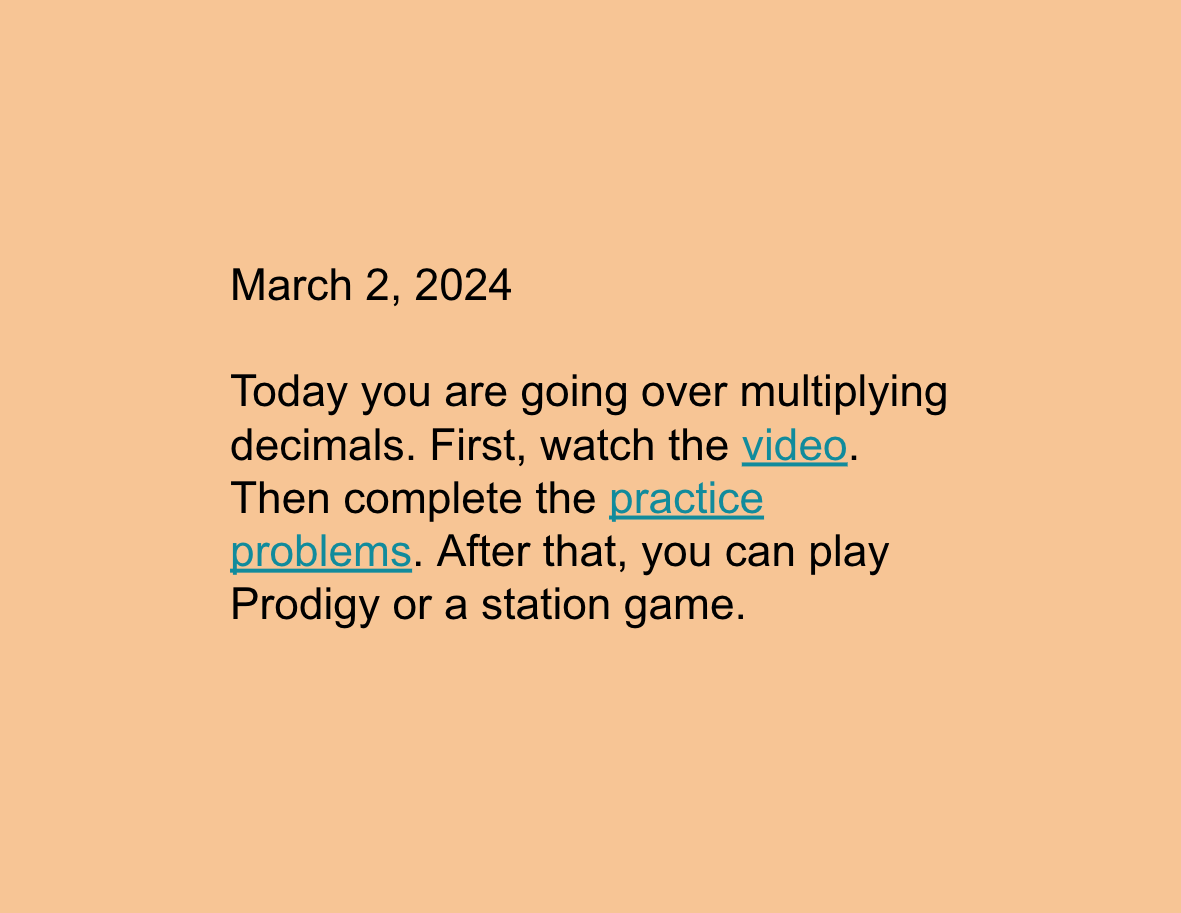 March 2, 2024
Today you are going over multiplying
decimals. First, watch the video.
Then complete the practice
problems. After that, you can play
Prodigy or a station game.